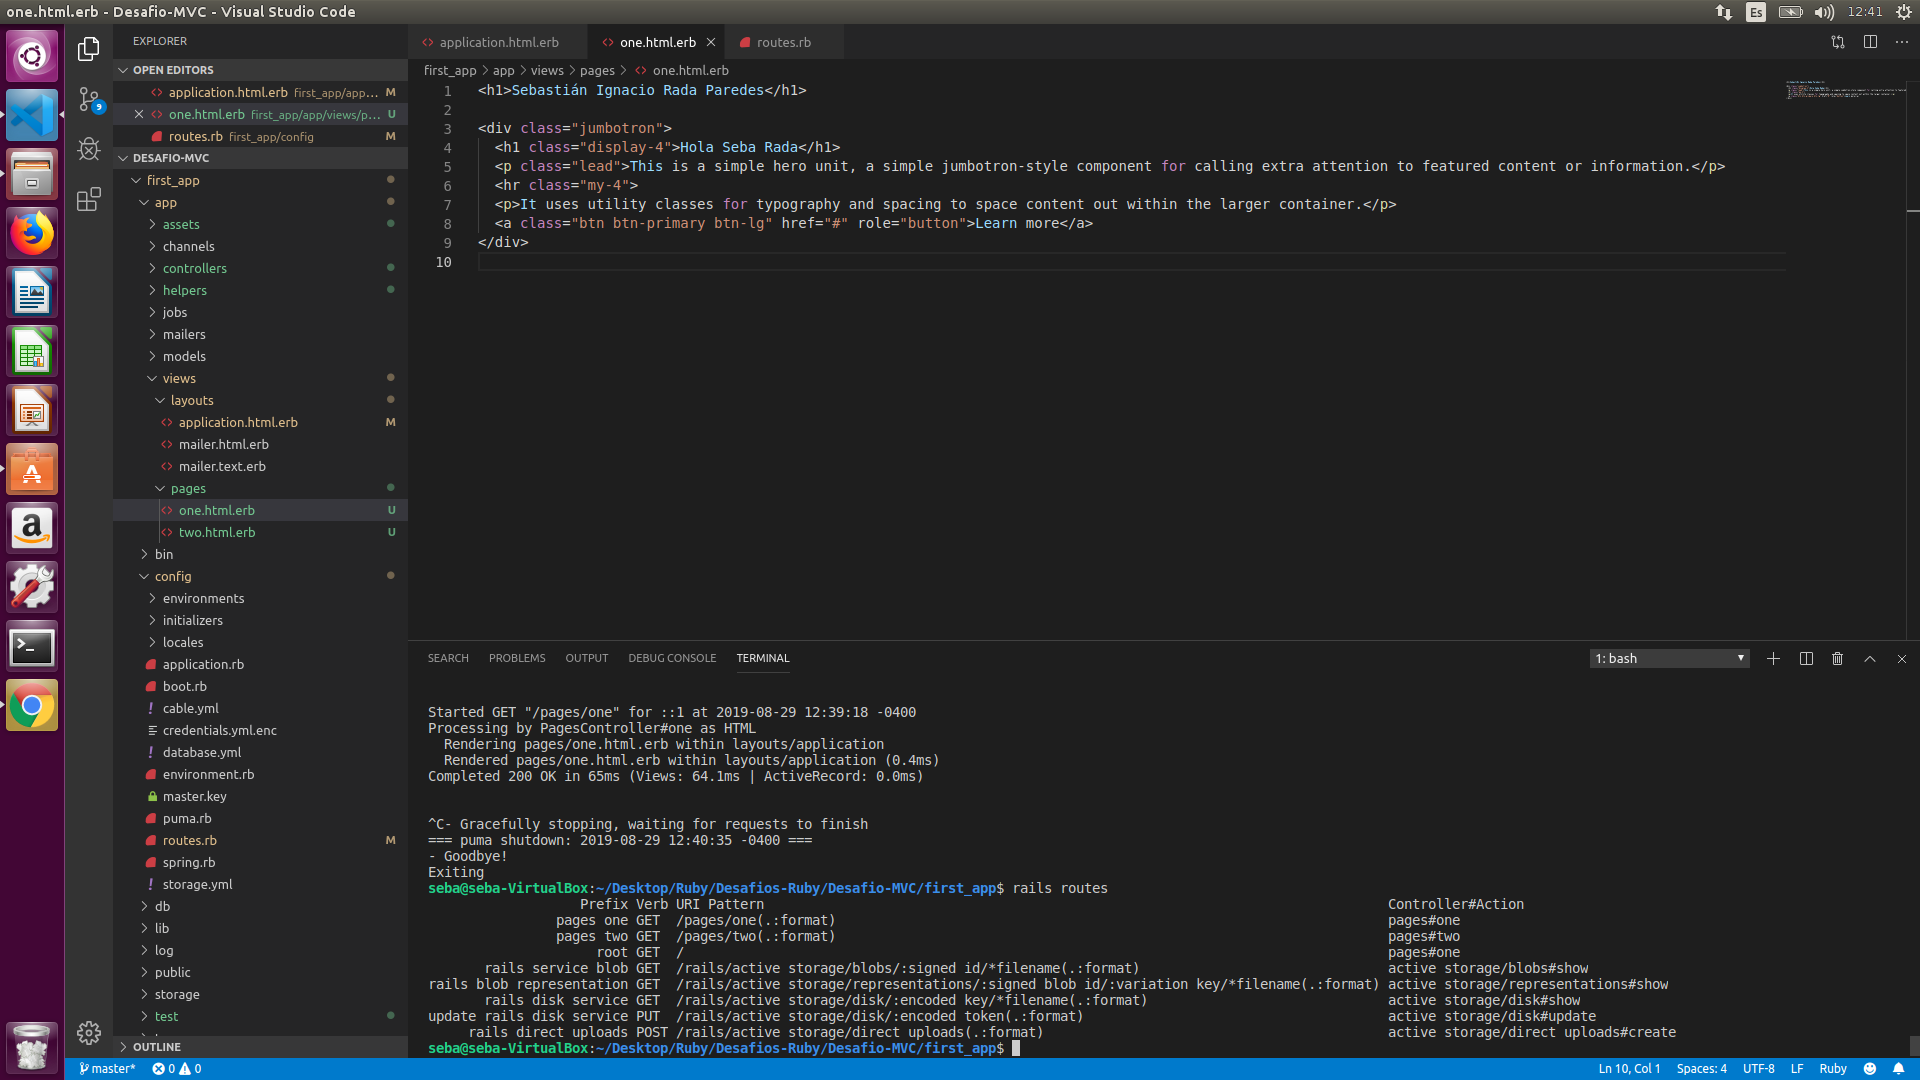 one.html.erb - Desafio-MVC - Visual Studio Code
Es
12:41
EXPLORER
OPEN EDITORS
application.html.erb first_app/app... M
one.html.erb first_app/app/views/p... U
routes.rb first_app/config M
DESAFIO-MVC
first_app
app
assets
channels
controllers
helpers
jobs
mailers
models
views
layouts
application.html.erb M
mailer.html.erb
mailer.text.erb
pages
one.html.erb U
two.html.erb U
bin
config
environments
initializers
locales
application.rb
boot.rb
cable.yml
credentials.yml.enc
database.yml
environment.rb
master.key
puma.rb
routes.rb M
spring.rb
storage.yml
db
lib
log
public
storage
test
OUTLINE
9
application.html.erb
one.html.erb
routes.rb
first_app > app > views > pages > one.html.erb
1 <h1>Sebastián Ignacio Rada Paredes</h1>
2
3 <div class="jumbotron">
4 <h1 class="display-4">Hola Seba Rada</h1>
5 <p class="lead">This is a simple hero unit, a simple jumbotron-style component for calling extra attention to featured content or information.</p>
6 <hr class="my-4">
7 <p>It uses utility classes for typography and spacing to space content out within the larger container.</p>
8 <a class="btn btn-primary btn-lg" href="#" role="button">Learn more</a>
9 </div>
10
SEARCH PROBLEMS OUTPUT DEBUG CONSOLE TERMINAL
1: bash
Started GET "/pages/one" for ::1 at 2019-08-29 12:39:18 -0400
Processing by PagesController#one as HTML
Rendering pages/one.html.erb within layouts/application
Rendered pages/one.html.erb within layouts/application (0.4ms)
Completed 200 OK in 65ms (Views: 64.1ms | ActiveRecord: 0.0ms)
^C- Gracefully stopping, waiting for requests to finish
=== puma shutdown: 2019-08-29 12:40:35 -0400 ===
- Goodbye!
Exiting
seba@seba-VirtualBox:~/Desktop/Ruby/Desafios-Ruby/Desafio-MVC/first_app$ rails routes
Prefix Verb URI Pattern Controller#Action
pages one GET /pages/one(.:format) pages#one
pages two GET /pages/two(.:format) pages#two
root GET / pages#one
rails service blob GET /rails/active storage/blobs/:signed id/*filename(.:format) active storage/blobs#show
rails blob representation GET /rails/active storage/representations/:signed blob id/:variation key/*filename(.:format) active storage/representations#show
rails disk service GET /rails/active storage/disk/:encoded key/*filename(.:format) active storage/disk#show
update rails disk service PUT /rails/active storage/disk/:encoded token(.:format) active storage/disk#update
rails direct uploads POST /rails/active storage/direct uploads(.:format) active storage/direct uploads#create
seba@seba-VirtualBox:~/Desktop/Ruby/Desafios-Ruby/Desafio-MVC/first_app$
master* 0 0
Ln 10, Col 1 Spaces: 4 UTF-8 LF Ruby